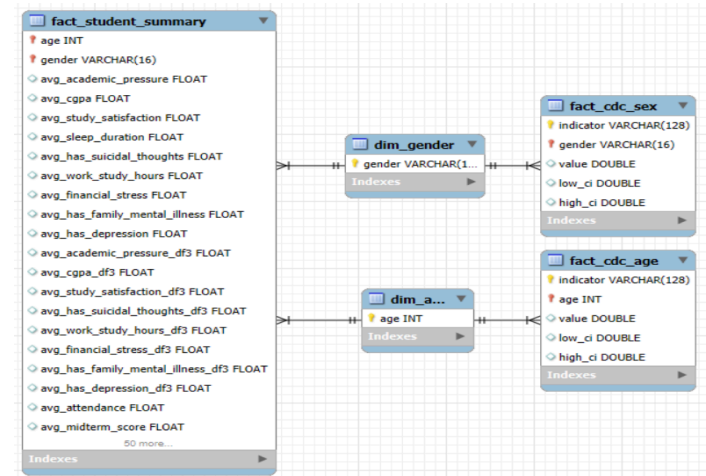 fact_student_summary
age INT
gender VARCHAR(16)
avg_academic_pressure FLOAT
avg_cgpa FLOAT
avg_study_satisfaction FLOAT
avg_sleep_duration FLOAT
avg_has_suicidal_thoughts FLOAT
avg_work_study_hours FLOAT
avg_financial_stress FLOAT
avg_has_family_mental_illness FLOAT
avg_has_depression FLOAT
avg_academic_pressure_df3 FLOAT
avg_cgpa_df3 FLOAT
avg_study_satisfaction_df3 FLOAT
avg_has_suicidal_thoughts_df3 FLOAT
avg_work_study_hours_df3 FLOAT
avg_financial_stress_df3 FLOAT
avg_has_family_mental_illness_df3 FLOAT
avg_has_depression_df3 FLOAT
avg_attendance FLOAT
avg_midterm_score FLOAT
50 more...
Indexes
dim_gender
gender VARCHAR(1...
Indexes
dim_a...
age INT
Indexes
fact_cdc_sex
indicator VARCHAR(128)
gender VARCHAR(16)
value DOUBLE
low_ci DOUBLE
high_ci DOUBLE
Indexes
fact_cdc_age
indicator VARCHAR(128)
age INT
value DOUBLE
low_ci DOUBLE
high_ci DOUBLE
Indexes